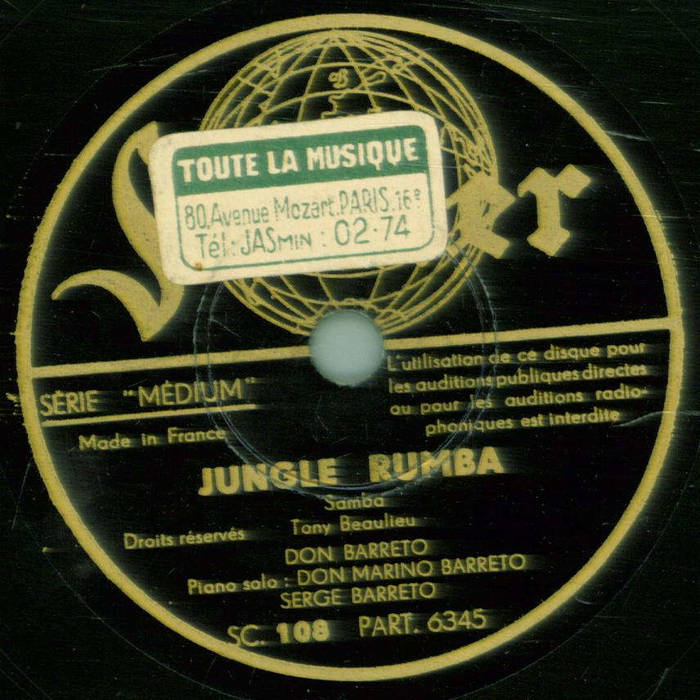 TOUTE LA MUSIQUE
80, Avenue Mozart. PARIS. 16e
Tél: JASMIN : 02·74
L'utilisation de ce disque pour
les auditions publiques directes
ou pour les auditions radio-
phoniques est interdite
SÉRIE "MÉDIUM"
Made in France
JUNGLE RUMBA
Samba
Droits réservés Tony Beaulieu
DON BARRETO
Piano solo : DON MARINO BARRETO
SERGE BARRETO
SC. 108 PART. 6345